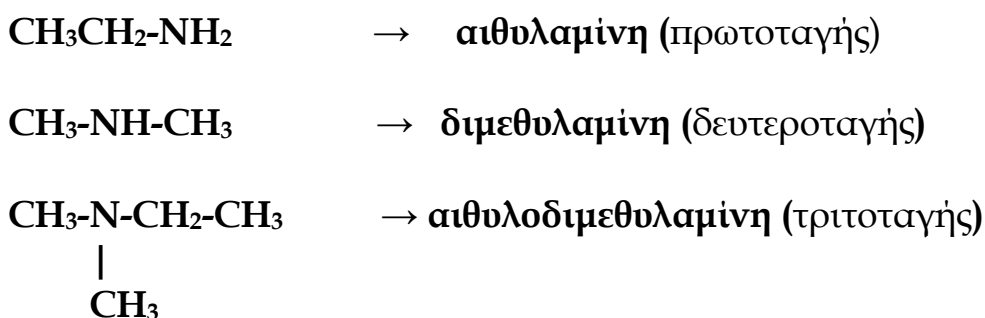 CH₃CH₂-NH₂ → αιθυλαμίνη (πρωτοταγής)
CH₃-NH-CH₃ → διμεθυλαμίνη (δευτεροταγής)
CH₃-N-CH₂-CH₃ → αιθυλοδιμεθυλαμίνη (τριτοταγής)
|
CH₃